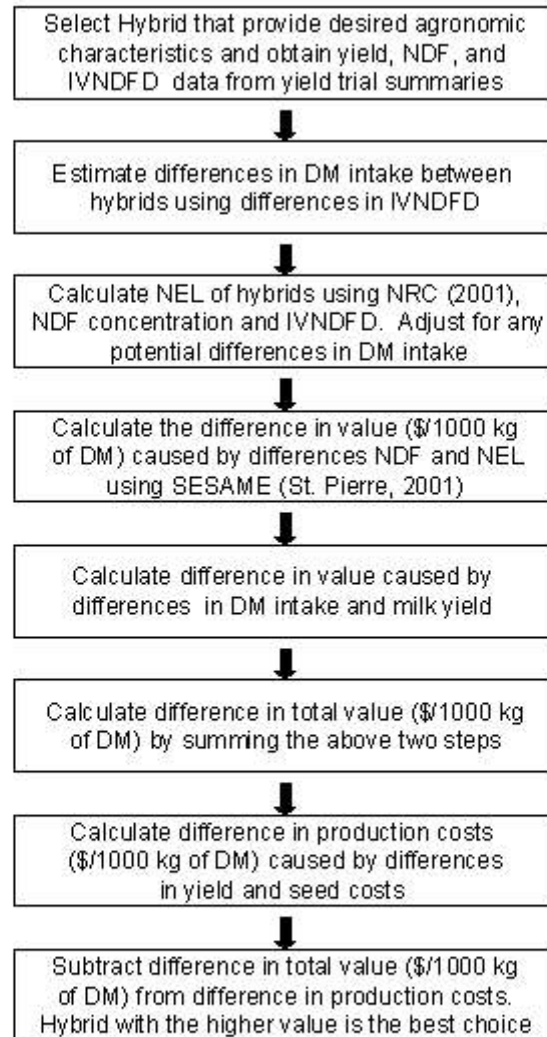 Select Hybrid that provide desired agronomic
characteristics and obtain yield, NDF, and
IVNDFD data from yield trial summaries
Estimate differences in DM intake between
hybrids using differences in IVNDFD
Calculate NEL of hybrids using NRC (2001),
NDF concentration and IVNDFD. Adjust for any
potential differences in DM intake
Calculate the difference in value ($/1000 kg
of DM) caused by differences NDF and NEL
using SESAME (St. Pierre, 2001)
Calculate difference in value caused by
differences in DM intake and milk yield
Calculate difference in total value ($/1000 kg
of DM) by summing the above two steps
Calculate difference in production costs
($/1000 kg of DM) caused by differences
in yield and seed costs
Subtract difference in total value ($/1000 kg
of DM) from difference in production costs.
Hybrid with the higher value is the best choice